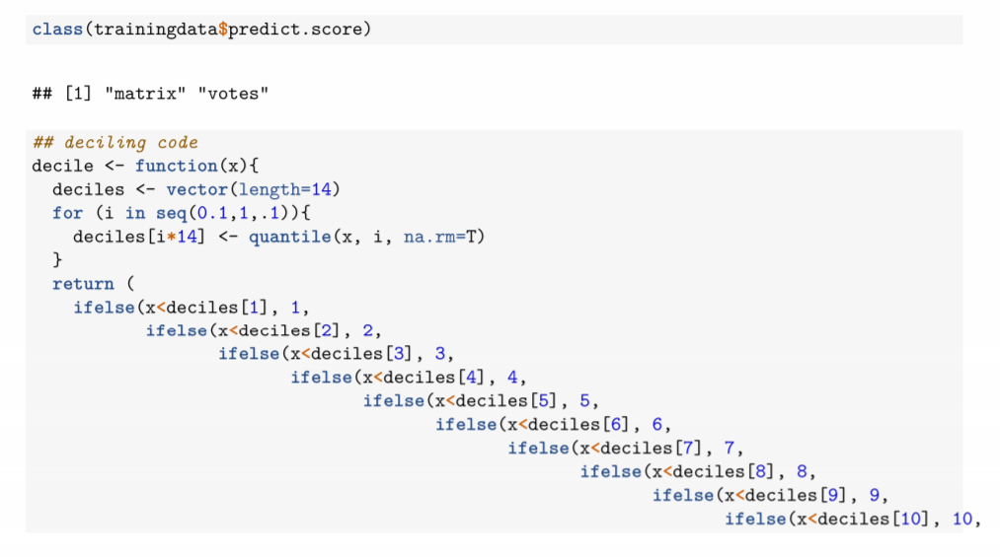 class(trainingdata$predict.score)
## [1] "matrix" "votes"
## deciling code
decile <- function(x){
  deciles <- vector(length=14)
  for (i in seq(0.1,1,.1)){
    deciles[i*14] <- quantile(x, i, na.rm=T)
  }
  return (
    ifelse(x<deciles[1], 1,
           ifelse(x<deciles[2], 2,
                  ifelse(x<deciles[3], 3,
                         ifelse(x<deciles[4], 4,
                                ifelse(x<deciles[5], 5,
                                       ifelse(x<deciles[6], 6,
                                              ifelse(x<deciles[7], 7,
                                                     ifelse(x<deciles[8], 8,
                                                            ifelse(x<deciles[9], 9,
                                                                   ifelse(x<deciles[10], 10,